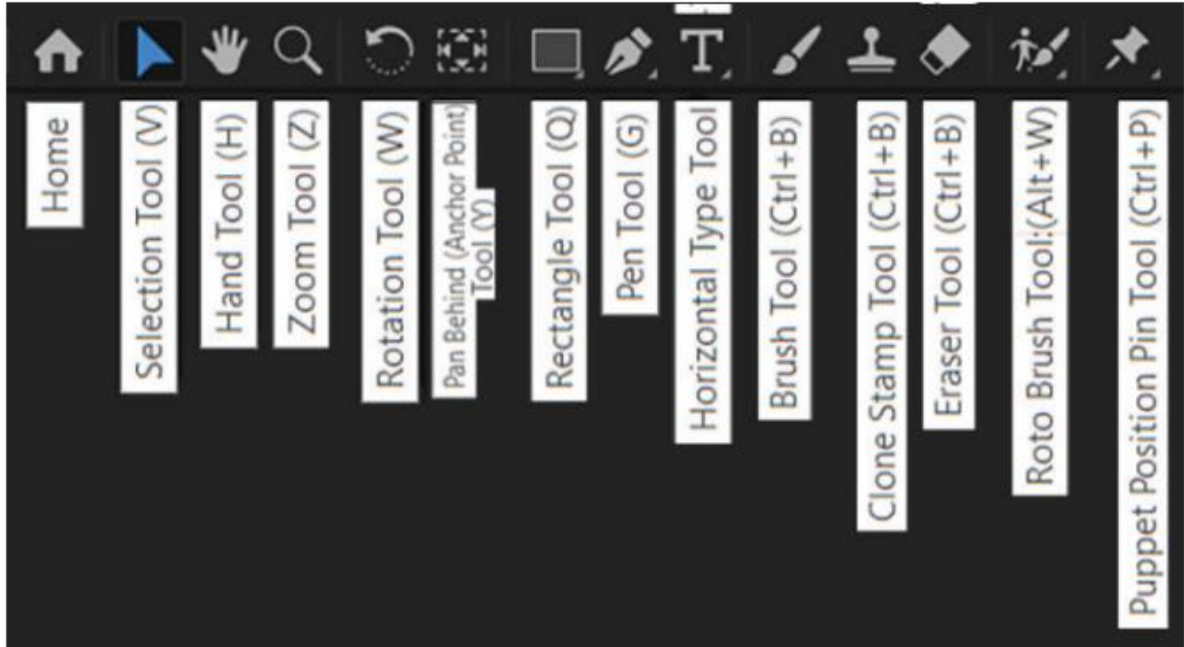 Home
Selection Tool (V)
Hand Tool (H)
Zoom Tool (Z)
Rotation Tool (W)
Pan Behind (Anchor Point)
Tool (Y)
Rectangle Tool (Q)
Pen Tool (G)
Horizontal Type Tool
Brush Tool (Ctrl+B)
Clone Stamp Tool (Ctrl+B)
Eraser Tool (Ctrl+B)
Roto Brush Tool:(Alt+W)
Puppet Position Pin Tool (Ctrl+P)